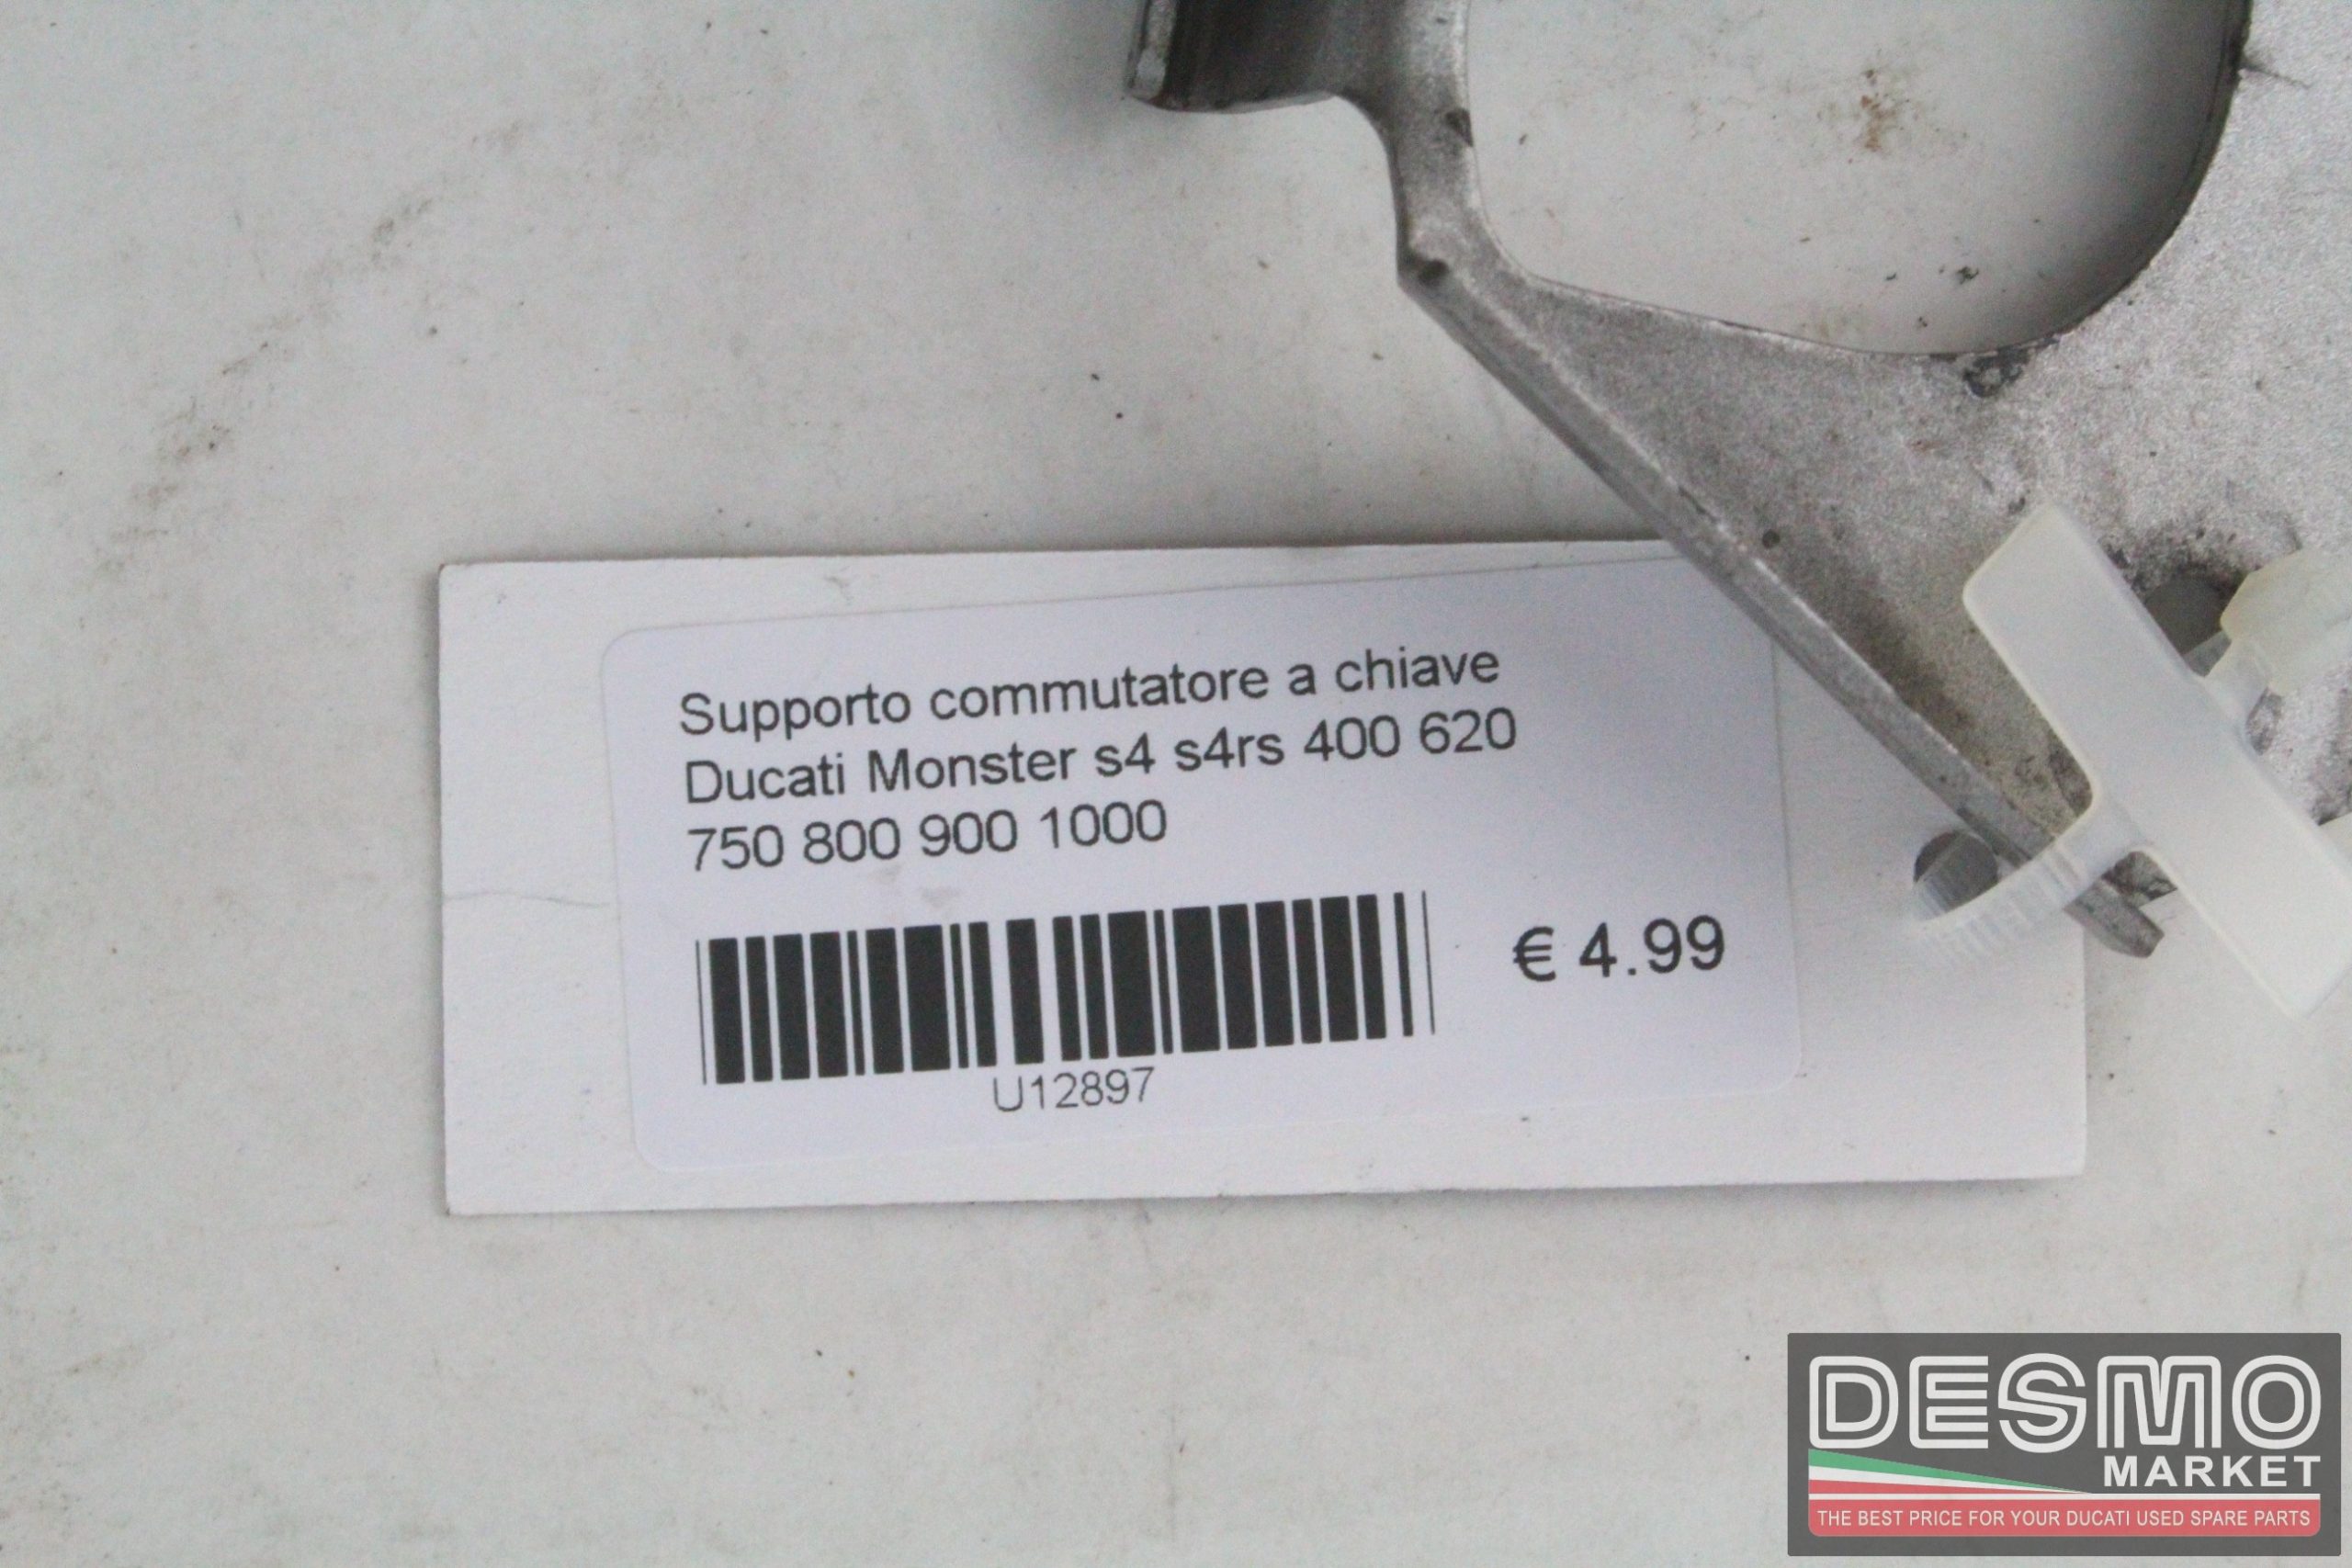 Supporto commutatore a chiave
Ducati Monster s4 s4rs 400 620
750 800 900 1000
€ 4.99
U12897
DESMO
MARKET
THE BEST PRICE FOR YOUR DUCATI USED SPARE PARTS